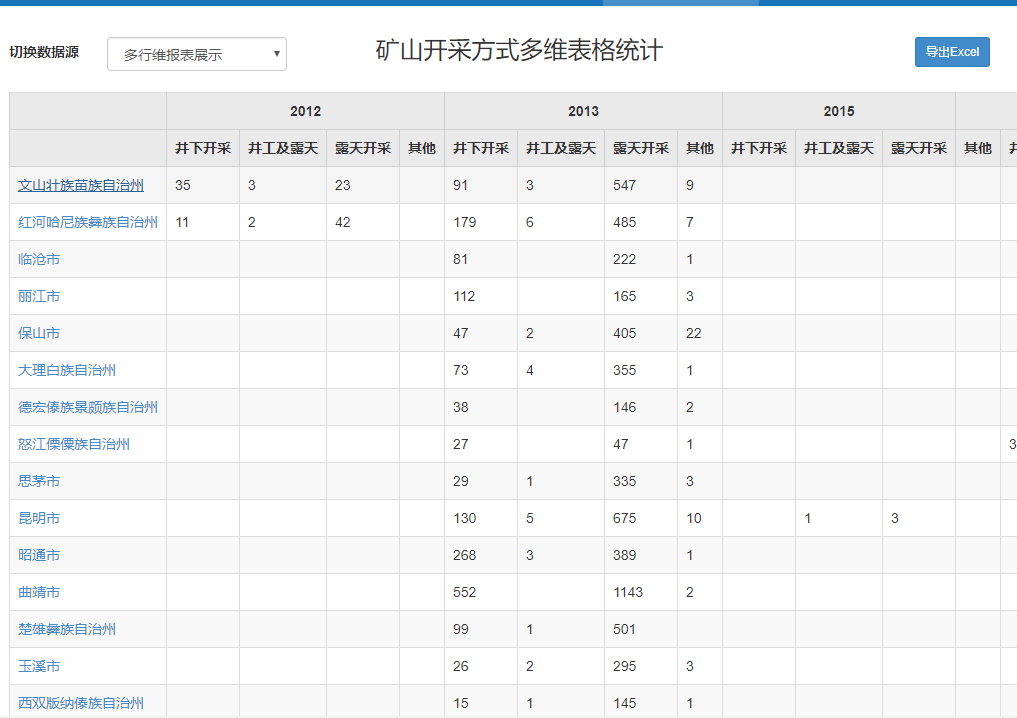 切换数据源 多行维报表展示 矿山开采方式多维表格统计 导出Excel
2012 2013 2015
井下开采 井工及露天 露天开采 其他 井下开采 井工及露天 露天开采 其他 井下开采 井工及露天 露天开采 其他
文山壮族苗族自治州 35 3 23 91 3 547 9
红河哈尼族彝族自治州 11 2 42 179 6 485 7
临沧市 81 222 1
丽江市 112 165 3
保山市 47 2 405 22
大理白族自治州 73 4 355 1
德宏傣族景颇族自治州 38 146 2
怒江傈僳族自治州 27 47 1 3
思茅市 29 1 335 3
昆明市 130 5 675 10 1 3
昭通市 268 3 389 1
曲靖市 552 1143 2
楚雄彝族自治州 99 1 501
玉溪市 26 2 295 3
西双版纳傣族自治州 15 1 145 1